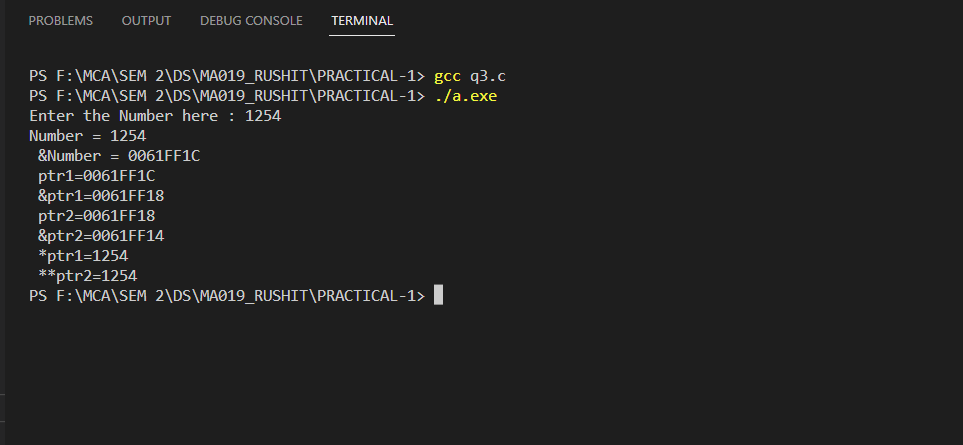 PROBLEMS OUTPUT DEBUG CONSOLE TERMINAL
PS F:\MCA\SEM 2\DS\MA019_RUSHIT\PRACTICAL-1> gcc q3.c
PS F:\MCA\SEM 2\DS\MA019_RUSHIT\PRACTICAL-1> ./a.exe
Enter the Number here : 1254
Number = 1254
 &Number = 0061FF1C
 ptr1=0061FF1C
 &ptr1=0061FF18
 ptr2=0061FF18
 &ptr2=0061FF14
 *ptr1=1254
 **ptr2=1254
PS F:\MCA\SEM 2\DS\MA019_RUSHIT\PRACTICAL-1>